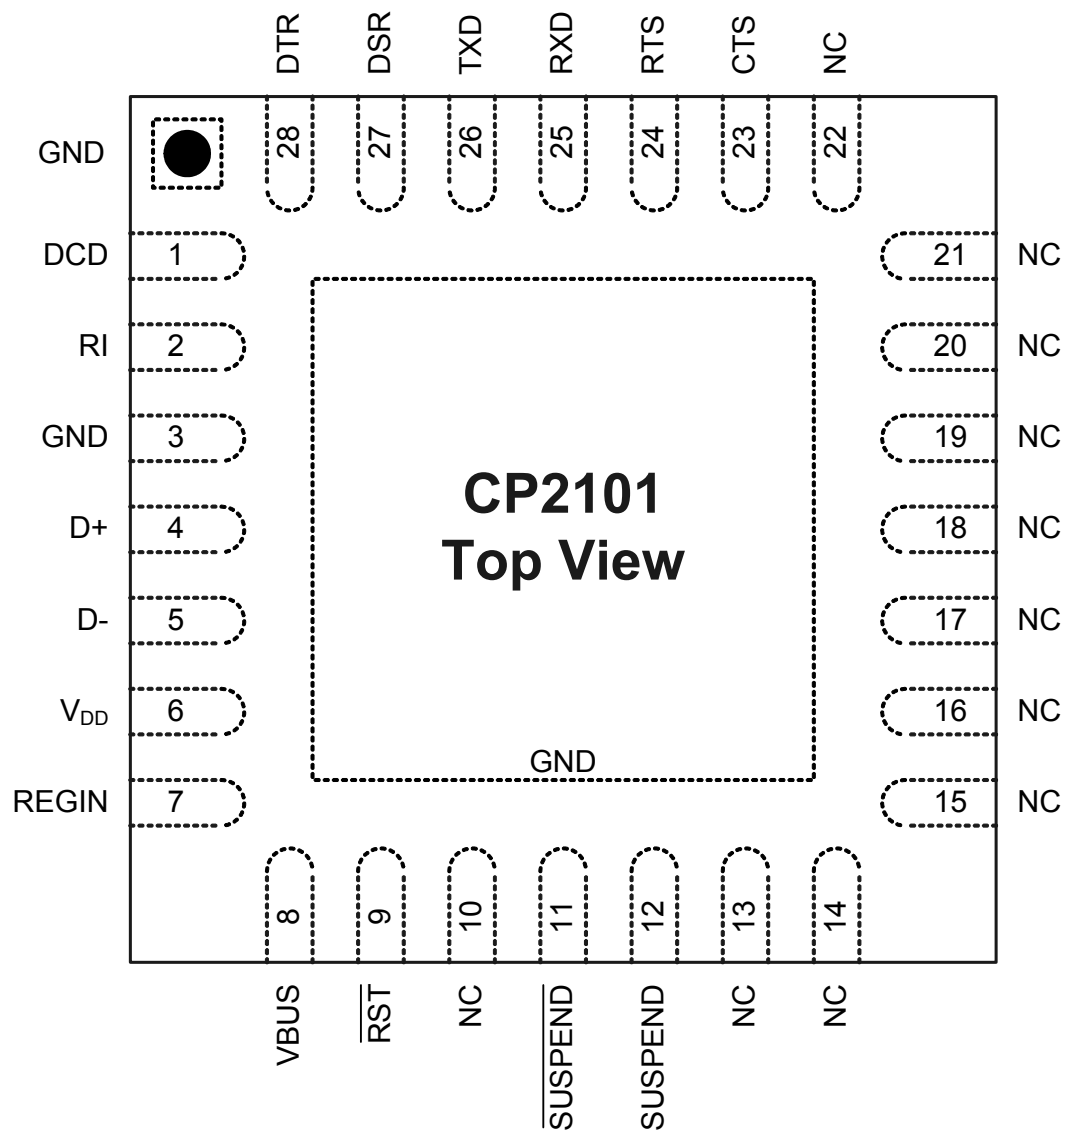 DTR
DSR
TXD
RXD
RTS
CTS
NC
28
27
26
25
24
23
22
GND
DCD 1
RI 2
GND 3
D+ 4
D- 5
VDD 6
REGIN 7
21 NC
20 NC
19 NC
18 NC
17 NC
16 NC
15 NC
CP2101
Top View
GND
8
9
10
11
12
13
14
VBUS
RST
NC
SUSPEND
SUSPEND
NC
NC